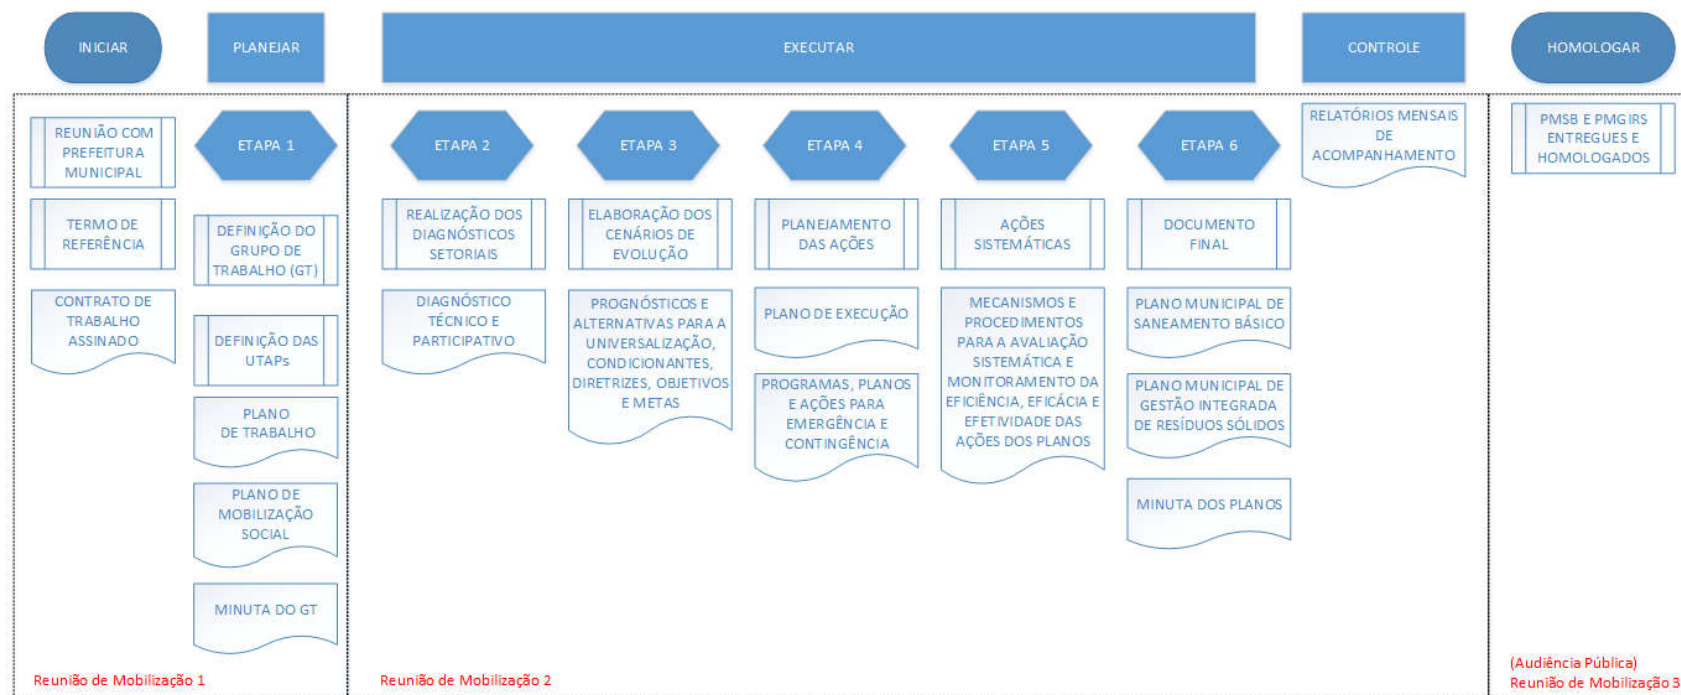 INICIAR
PLANEJAR
EXECUTAR
CONTROLE
HOMOLOGAR
REUNIÃO COM
PREFEITURA
MUNICIPAL
TERMO DE
REFERÊNCIA
CONTRATO DE
TRABALHO
ASSINADO
ETAPA 1
DEFINIÇÃO DO
GRUPO DE
TRABALHO (GT)
DEFINIÇÃO DAS
UTAPs
PLANO
DE TRABALHO
PLANO DE
MOBILIZAÇÃO
SOCIAL
MINUTA DO GT
Reunião de Mobilização 1
ETAPA 2
REALIZAÇÃO DOS
DIAGNÓSTICOS
SETORIAIS
DIAGNÓSTICO
TÉCNICO E
PARTICIPATIVO
ETAPA 3
ELABORAÇÃO DOS
CENÁRIOS DE
EVOLUÇÃO
PROGNÓSTICOS E
ALTERNATIVAS PARA A
UNIVERSALIZAÇÃO,
CONDICIONANTES,
DIRETRIZES, OBJETIVOS
E METAS
ETAPA 4
PLANEJAMENTO
DAS AÇÕES
PLANO DE EXECUÇÃO
PROGRAMAS, PLANOS
E AÇÕES PARA
EMERGÊNCIA E
CONTINGÊNCIA
ETAPA 5
AÇÕES
SISTEMÁTICAS
MECANISMOS E
PROCEDIMENTOS
PARA A AVALIAÇÃO
SISTEMÁTICA E
MONITORAMENTO DA
EFICIÊNCIA, EFICÁCIA E
EFETIVIDADE DAS
AÇÕES DOS PLANOS
ETAPA 6
DOCUMENTO
FINAL
PLANO MUNICIPAL DE
SANEAMENTO BÁSICO
PLANO MUNICIPAL DE
GESTÃO INTEGRADA
DE RESÍDUOS SÓLIDOS
MINUTA DOS PLANOS
RELATÓRIOS MENSAIS
DE
ACOMPANHAMENTO
Reunião de Mobilização 2
PMSB E PMGIRS
ENTREGUES E
HOMOLOGADOS
(Audiência Pública)
Reunião de Mobilização 3